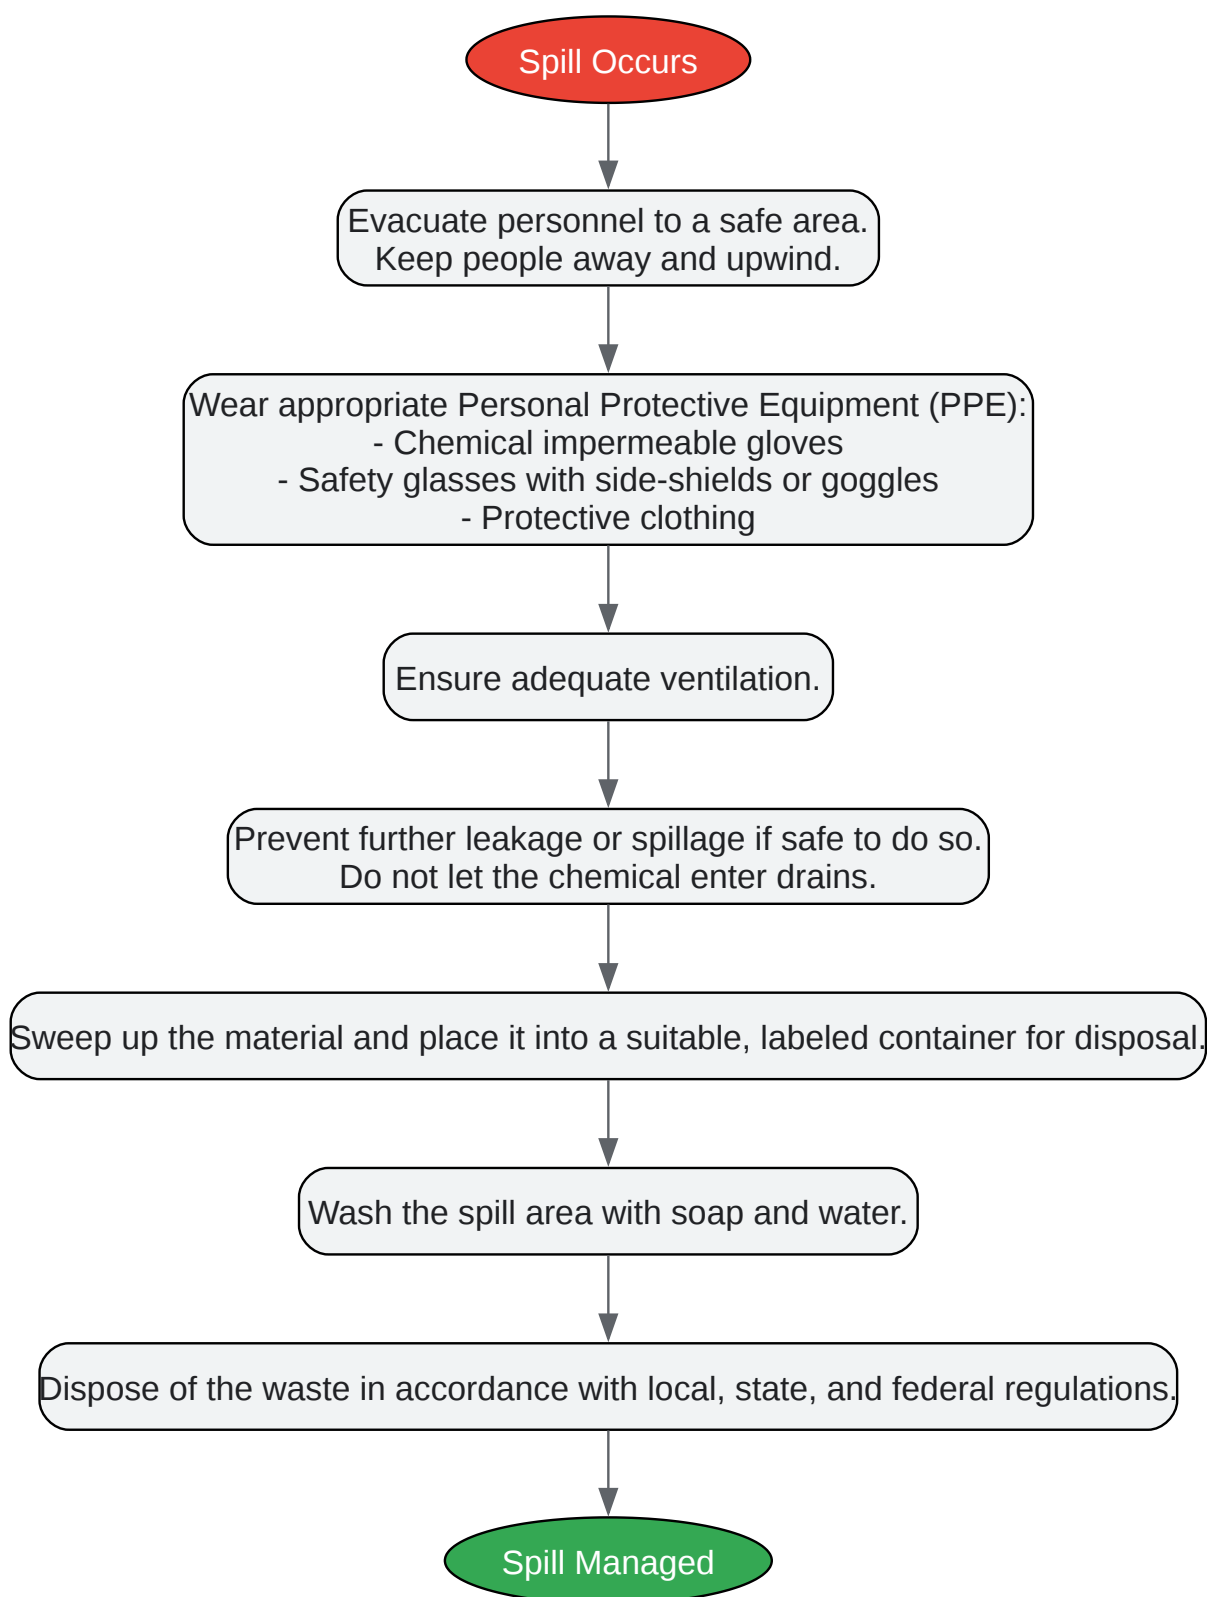 Spill Occurs
Evacuate personnel to a safe area.
Keep people away and upwind.
Wear appropriate Personal Protective Equipment (PPE):
- Chemical impermeable gloves
- Safety glasses with side-shields or goggles
- Protective clothing
Ensure adequate ventilation.
Prevent further leakage or spillage if safe to do so.
Do not let the chemical enter drains.
Sweep up the material and place it into a suitable, labeled container for disposal.
Wash the spill area with soap and water.
Dispose of the waste in accordance with local, state, and federal regulations.
Spill Managed